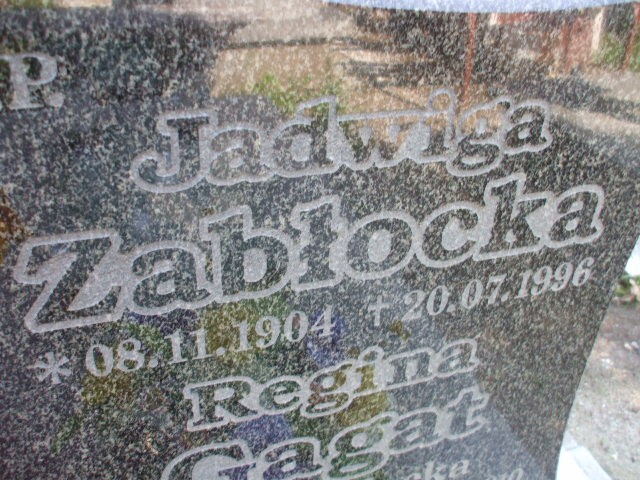 P.
Jadwiga
Zabłocka
* 08.11.1904 + 20.07.1996
Regina
Gagat